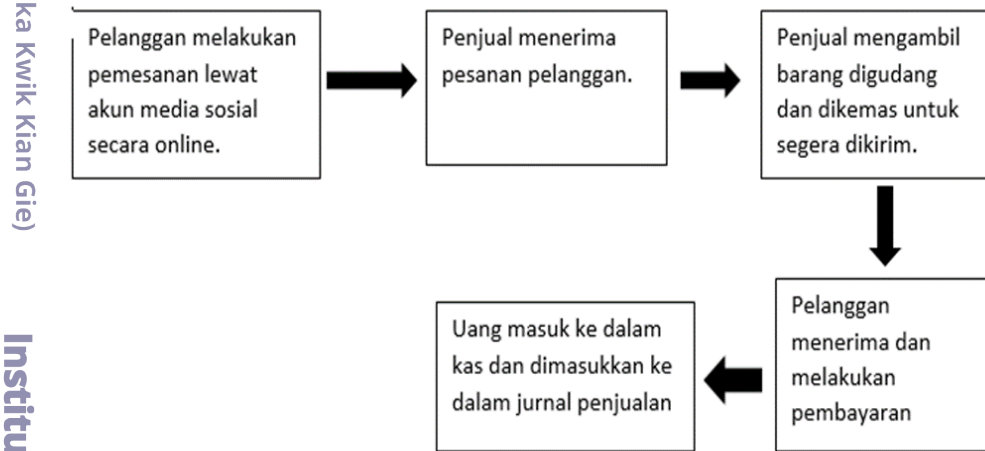 Pelanggan melakukan
pemesanan lewat
akun media sosial
secara online.
Penjual menerima
pesanan pelanggan.
Penjual mengambil
barang digudang
dan dikemas untuk
segera dikirim.
Pelanggan
menerima dan
melakukan
pembayaran
Uang masuk ke dalam
kas dan dimasukkan ke
dalam jurnal penjualan
ka Kwik Kian Gie)
Institu